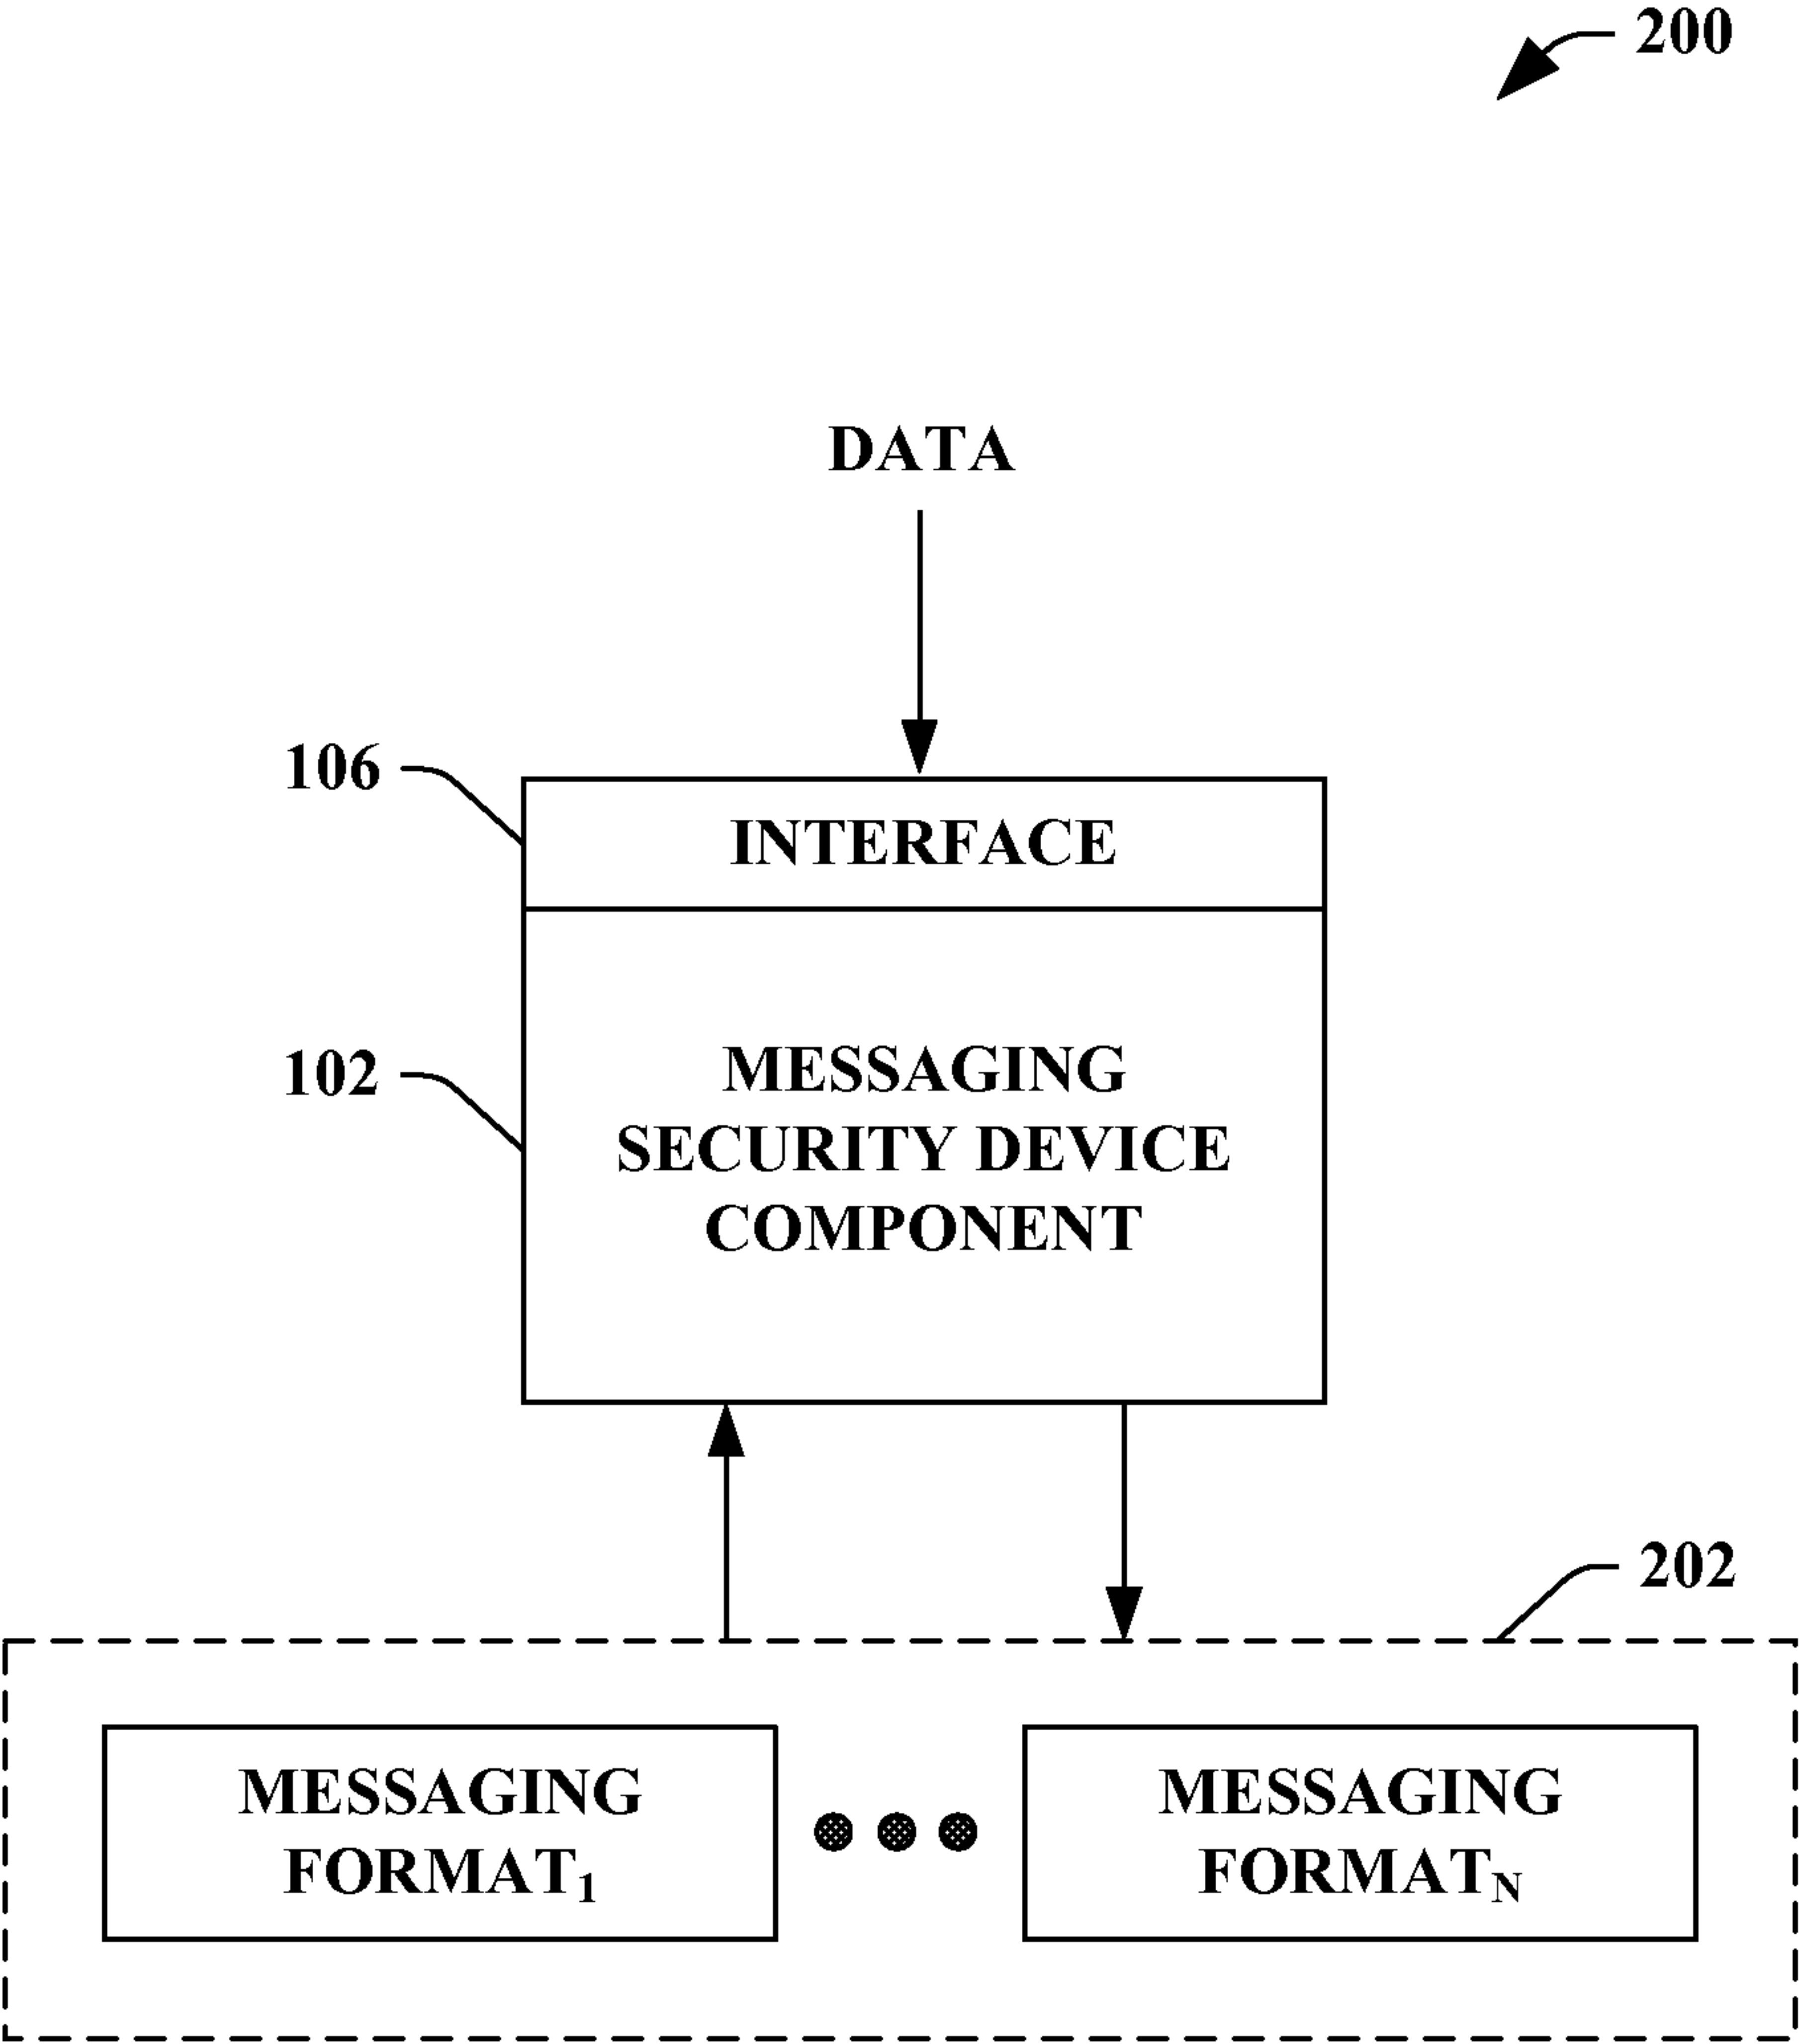 200
DATA
106
INTERFACE
102
MESSAGING
SECURITY DEVICE
COMPONENT
202
MESSAGING
FORMAT₁
MESSAGING
FORMATN